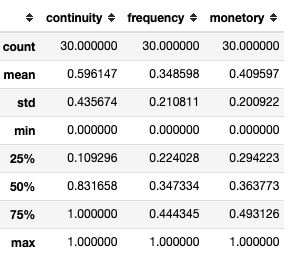 continuity frequency monetory
count 30.000000 30.000000 30.000000
mean 0.596147 0.348598 0.409597
std 0.435674 0.210811 0.200922
min 0.000000 0.000000 0.000000
25% 0.109296 0.224028 0.294223
50% 0.831658 0.347334 0.363773
75% 1.000000 0.444345 0.493126
max 1.000000 1.000000 1.000000